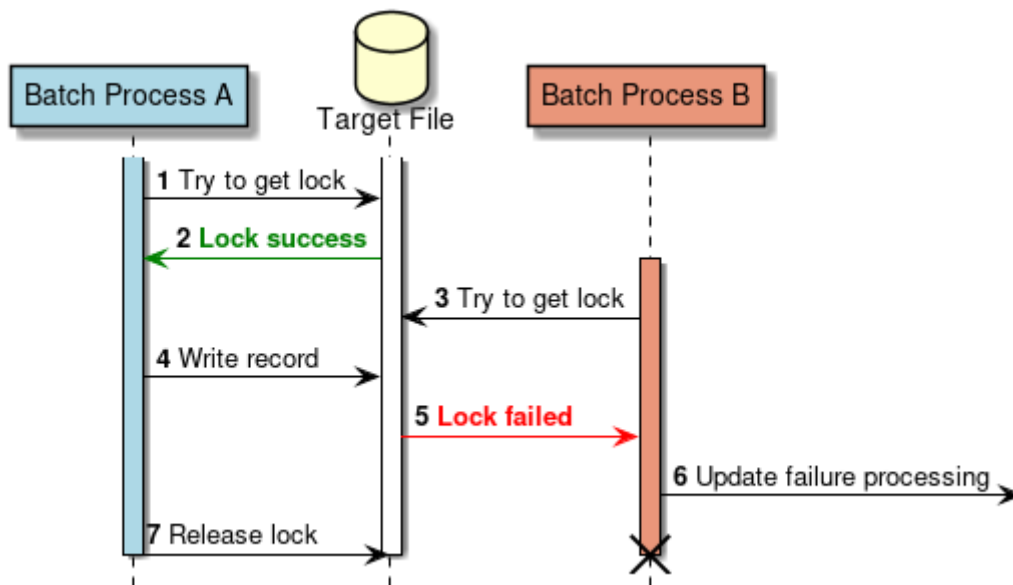 Batch Process A
Target File
Batch Process B
1 Try to get lock
2 Lock success
3 Try to get lock
4 Write record
5 Lock failed
6 Update failure processing
7 Release lock